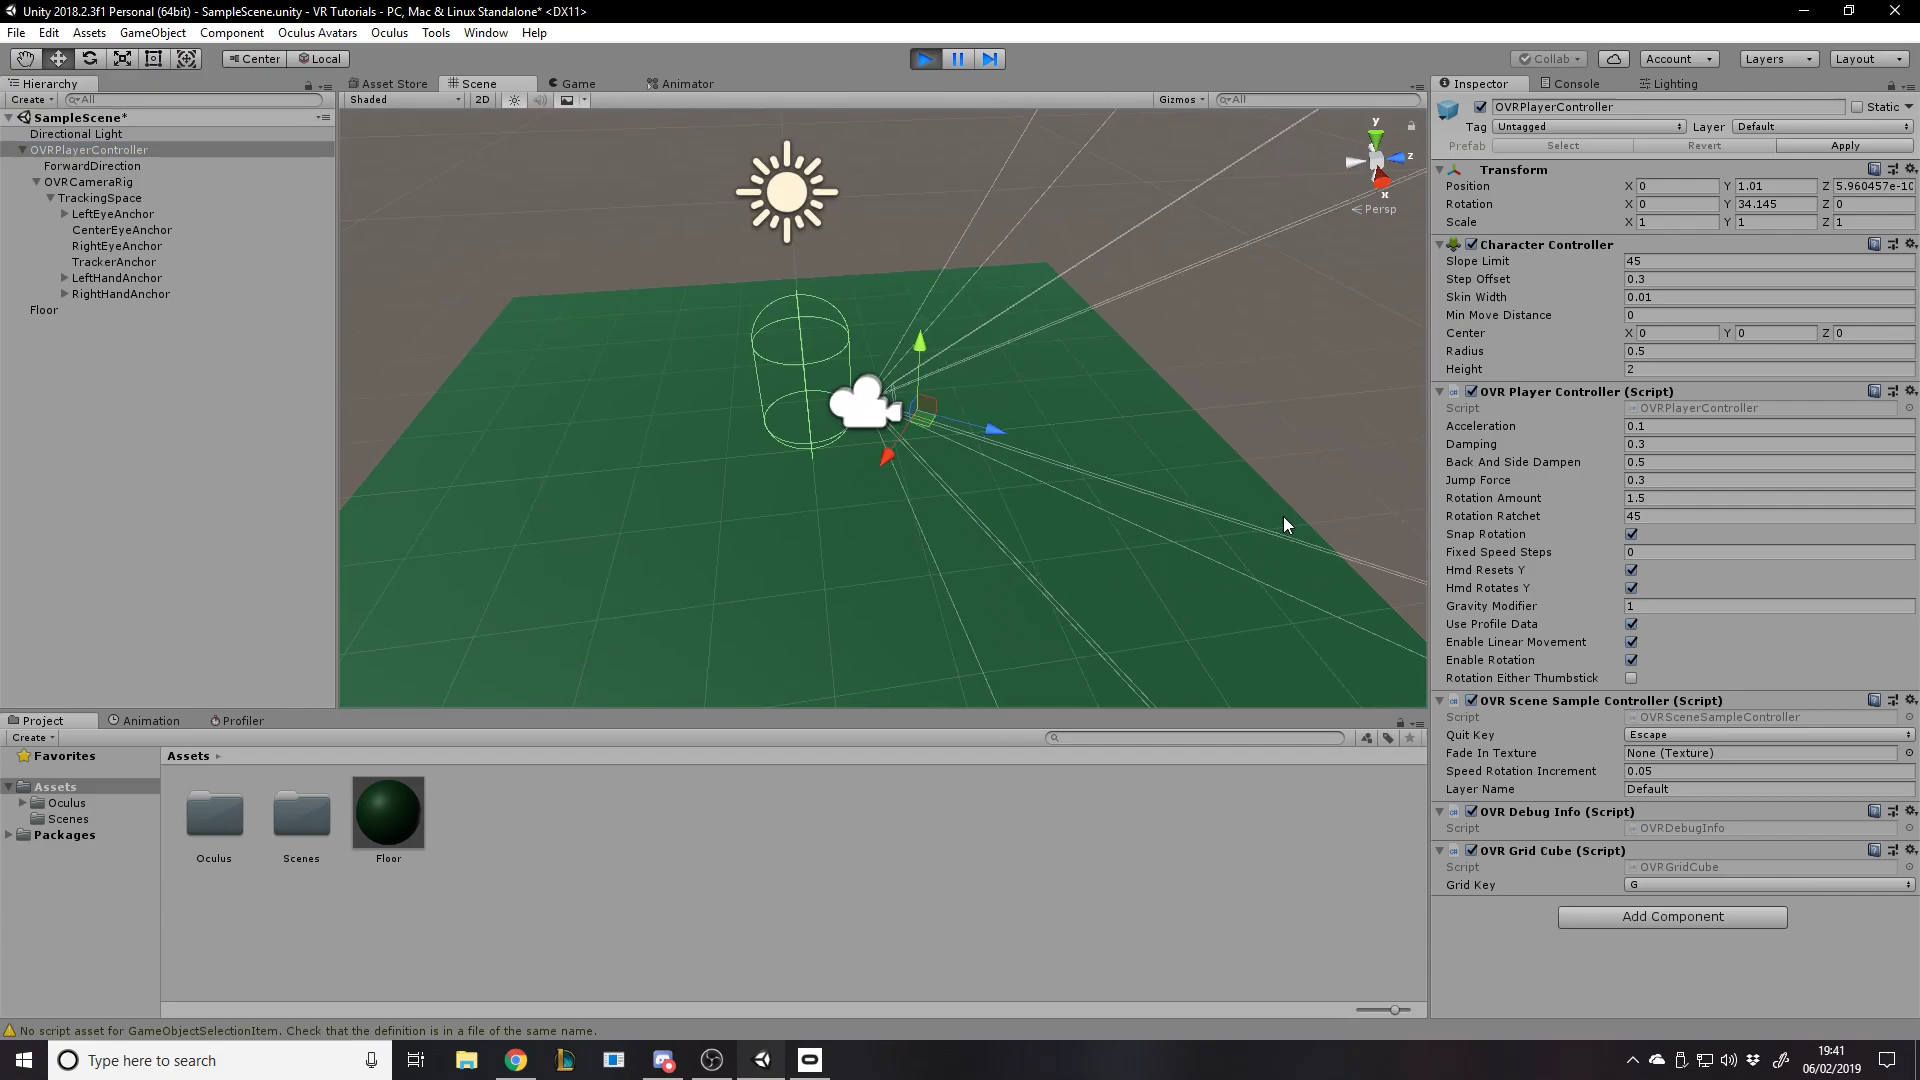 Unity 2018.2.3f1 Personal (64bit) - SampleScene.unity - VR Tutorials - PC, Mac & Linux Standalone* <DX11>
File Edit Assets GameObject Component Oculus Avatars Oculus Tools Window Help
Center Local Collab Account Layers Layout
Hierarchy
Create All
SampleScene*
Directional Light
OVRPlayerController
ForwardDirection
OVRCameraRig
TrackingSpace
LeftEyeAnchor
CenterEyeAnchor
RightEyeAnchor
TrackerAnchor
LeftHandAnchor
RightHandAnchor
Floor
Asset Store Scene Game Animator
Shaded 2D Gizmos All
y
z
x
Persp
Inspector Console Lighting
OVRPlayerController Static
Tag Untagged Layer Default
Prefab Select Revert Apply
Transform
Position X 0 Y 1.01 Z 5.960457e-10
Rotation X 0 Y 34.145 Z 0
Scale X 1 Y 1 Z 1
Character Controller
Slope Limit 45
Step Offset 0.3
Skin Width 0.01
Min Move Distance 0
Center X 0 Y 0 Z 0
Radius 0.5
Height 2
OVR Player Controller (Script)
Script OVRPlayerController
Acceleration 0.1
Damping 0.3
Back And Side Dampen 0.5
Jump Force 0.3
Rotation Amount 1.5
Rotation Ratchet 45
Snap Rotation
Fixed Speed Steps 0
Hmd Resets Y
Hmd Rotates Y
Gravity Modifier 1
Use Profile Data
Enable Linear Movement
Enable Rotation
Rotation Either Thumbstick
OVR Scene Sample Controller (Script)
Script OVRSceneSampleController
Quit Key Escape
Fade In Texture None (Texture)
Speed Rotation Increment 0.05
Layer Name Default
OVR Debug Info (Script)
Script OVRDebugInfo
OVR Grid Cube (Script)
Script OVRGridCube
Grid Key G
Add Component
Project Animation Profiler
Create
Favorites
Assets
Oculus
Scenes
Packages
Assets
Oculus Scenes Floor
No script asset for GameObjectSelectionItem. Check that the definition is in a file of the same name.
Type here to search
19:41
06/02/2019